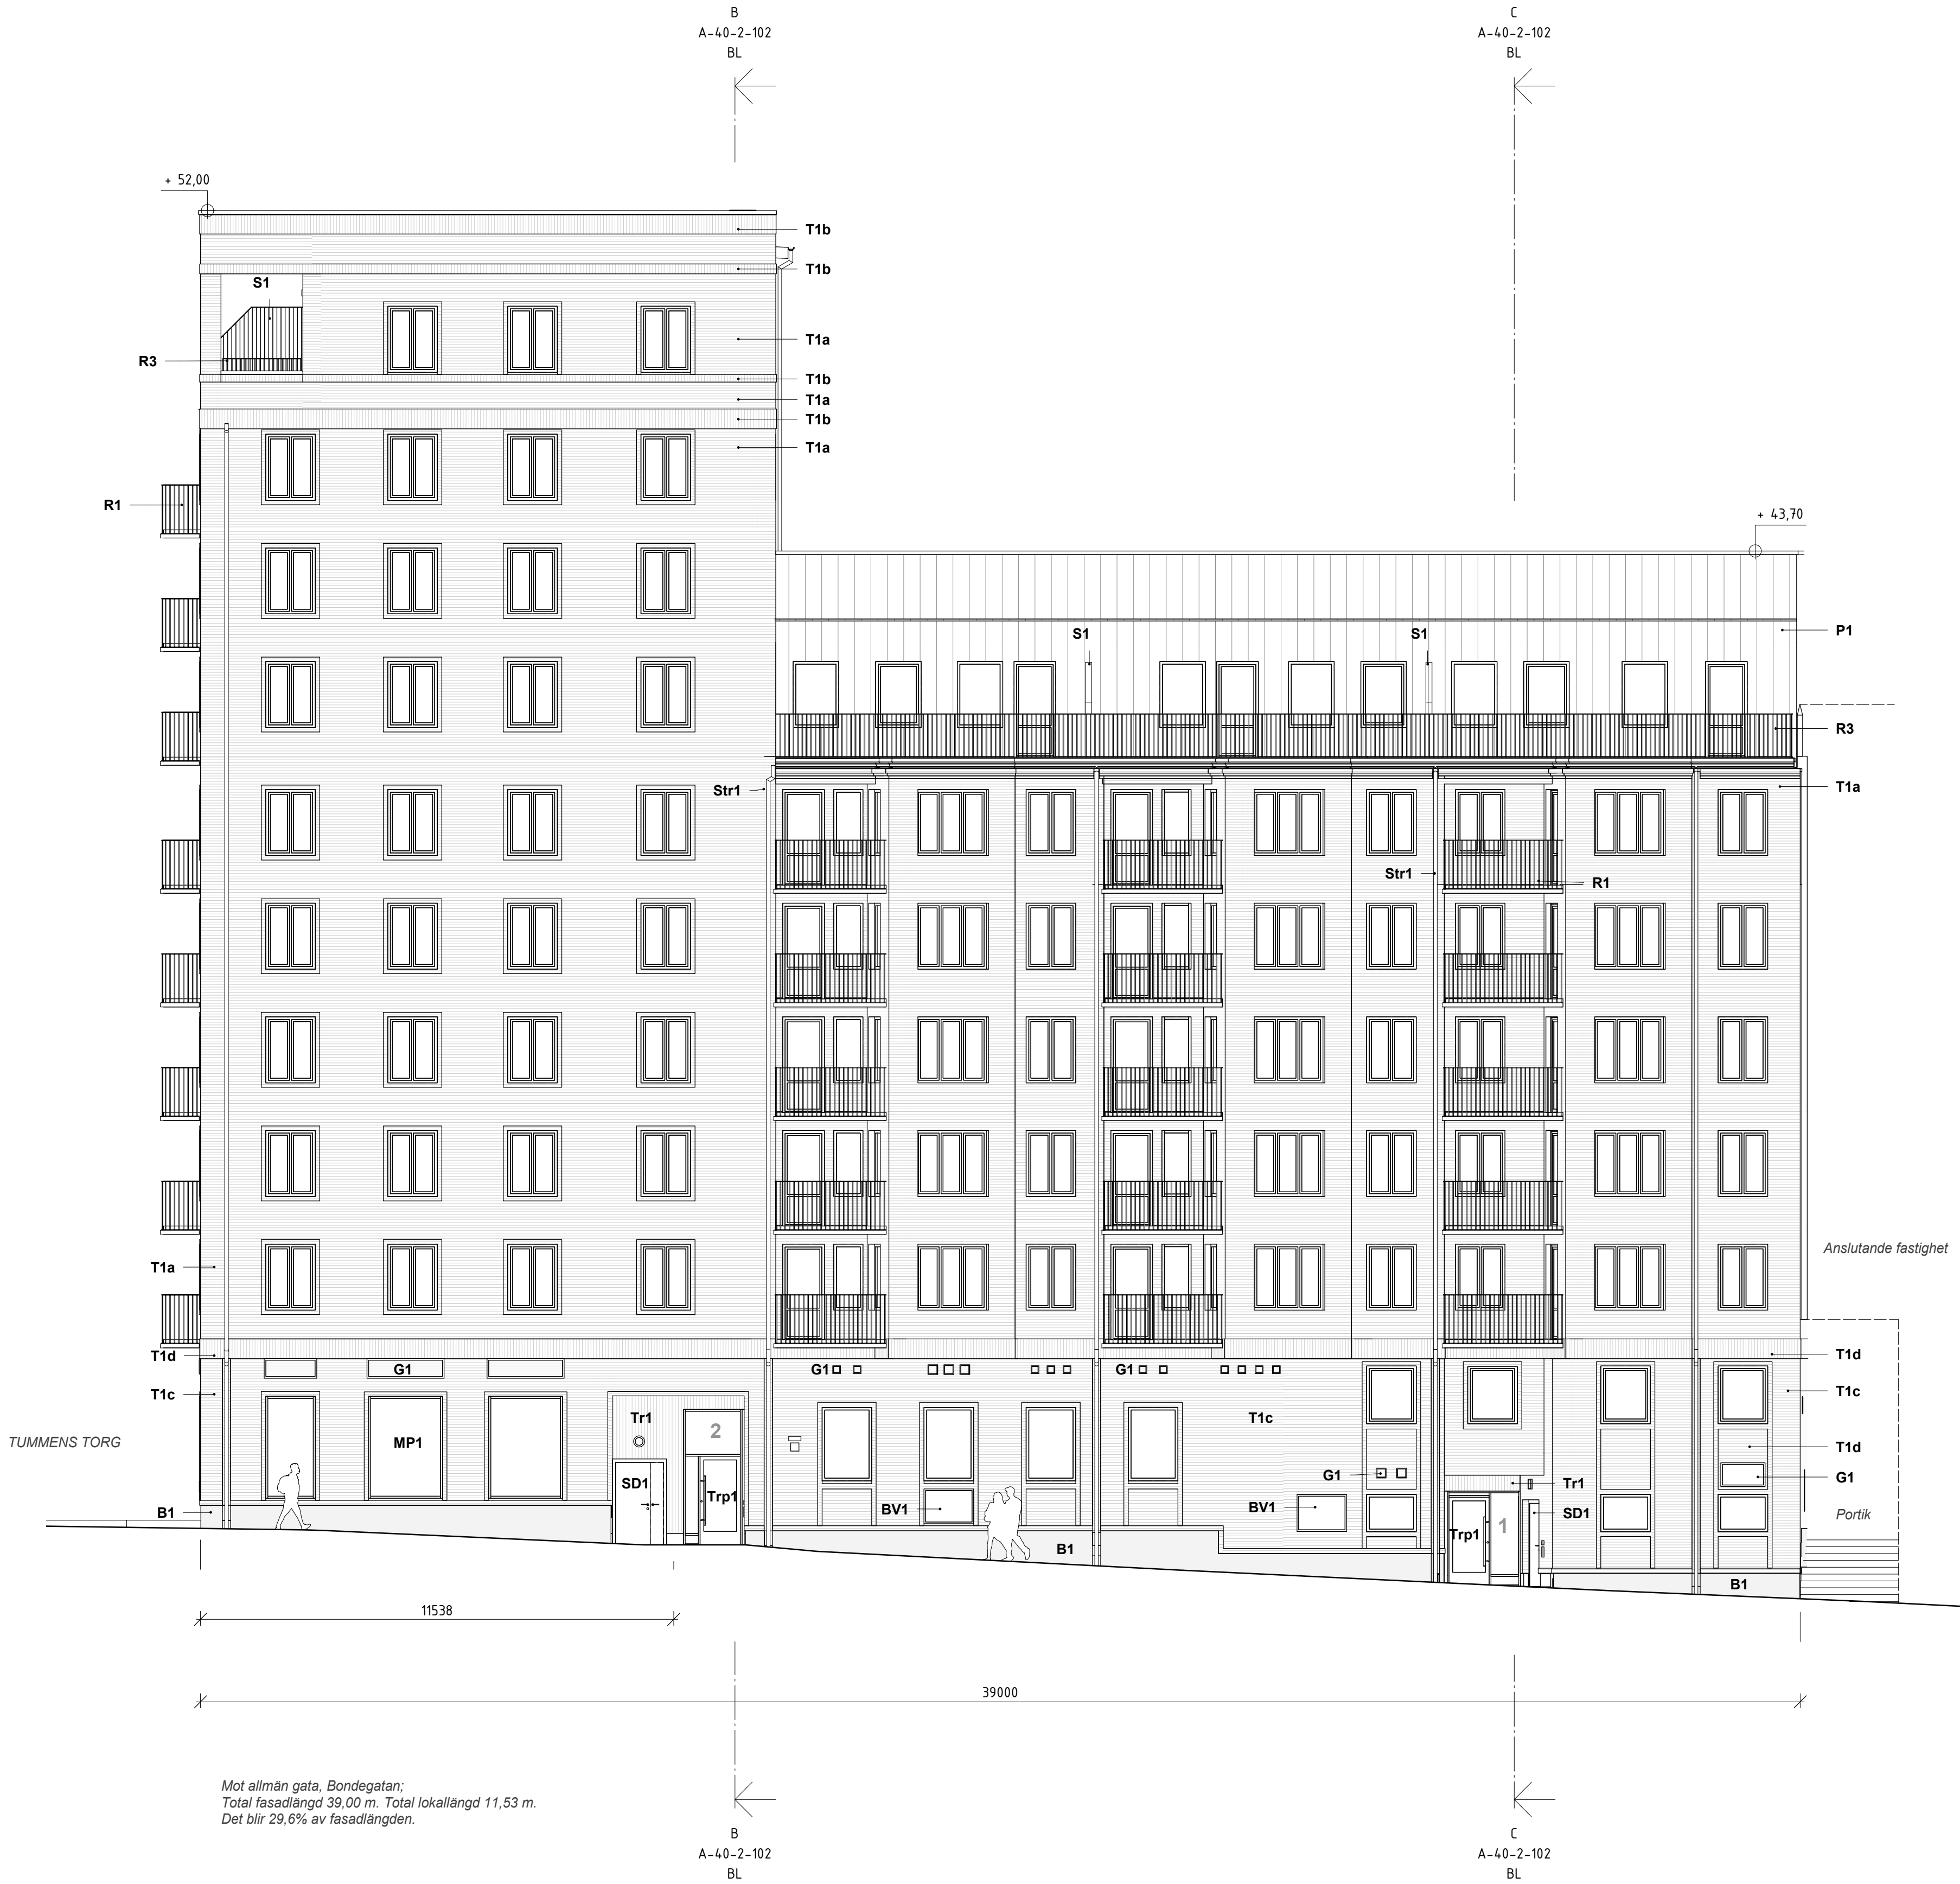 B
A-40-2-102
BL
C
A-40-2-102
BL
+ 52,00
T1b
T1b
S1
T1a
R3
T1b
T1a
T1b
T1a
R1
+ 43,70
P1
S1
S1
R3
Str1
T1a
Str1
R1
Anslutande fastighet
T1a
T1d
T1d
G1
G1
G1
T1c
T1c
TUMMENS TORG
Tr1
2
T1c
MP1
T1d
SD1
Trp1
G1
G1
Tr1
B1
BV1
BV1
SD1
Portik
Trp1
1
B1
B1
11538
39000
Mot allmän gata, Bondegatan;
Total fasadlängd 39,00 m. Total lokallängd 11,53 m.
Det blir 29,6% av fasadlängden.
B
A-40-2-102
BL
C
A-40-2-102
BL